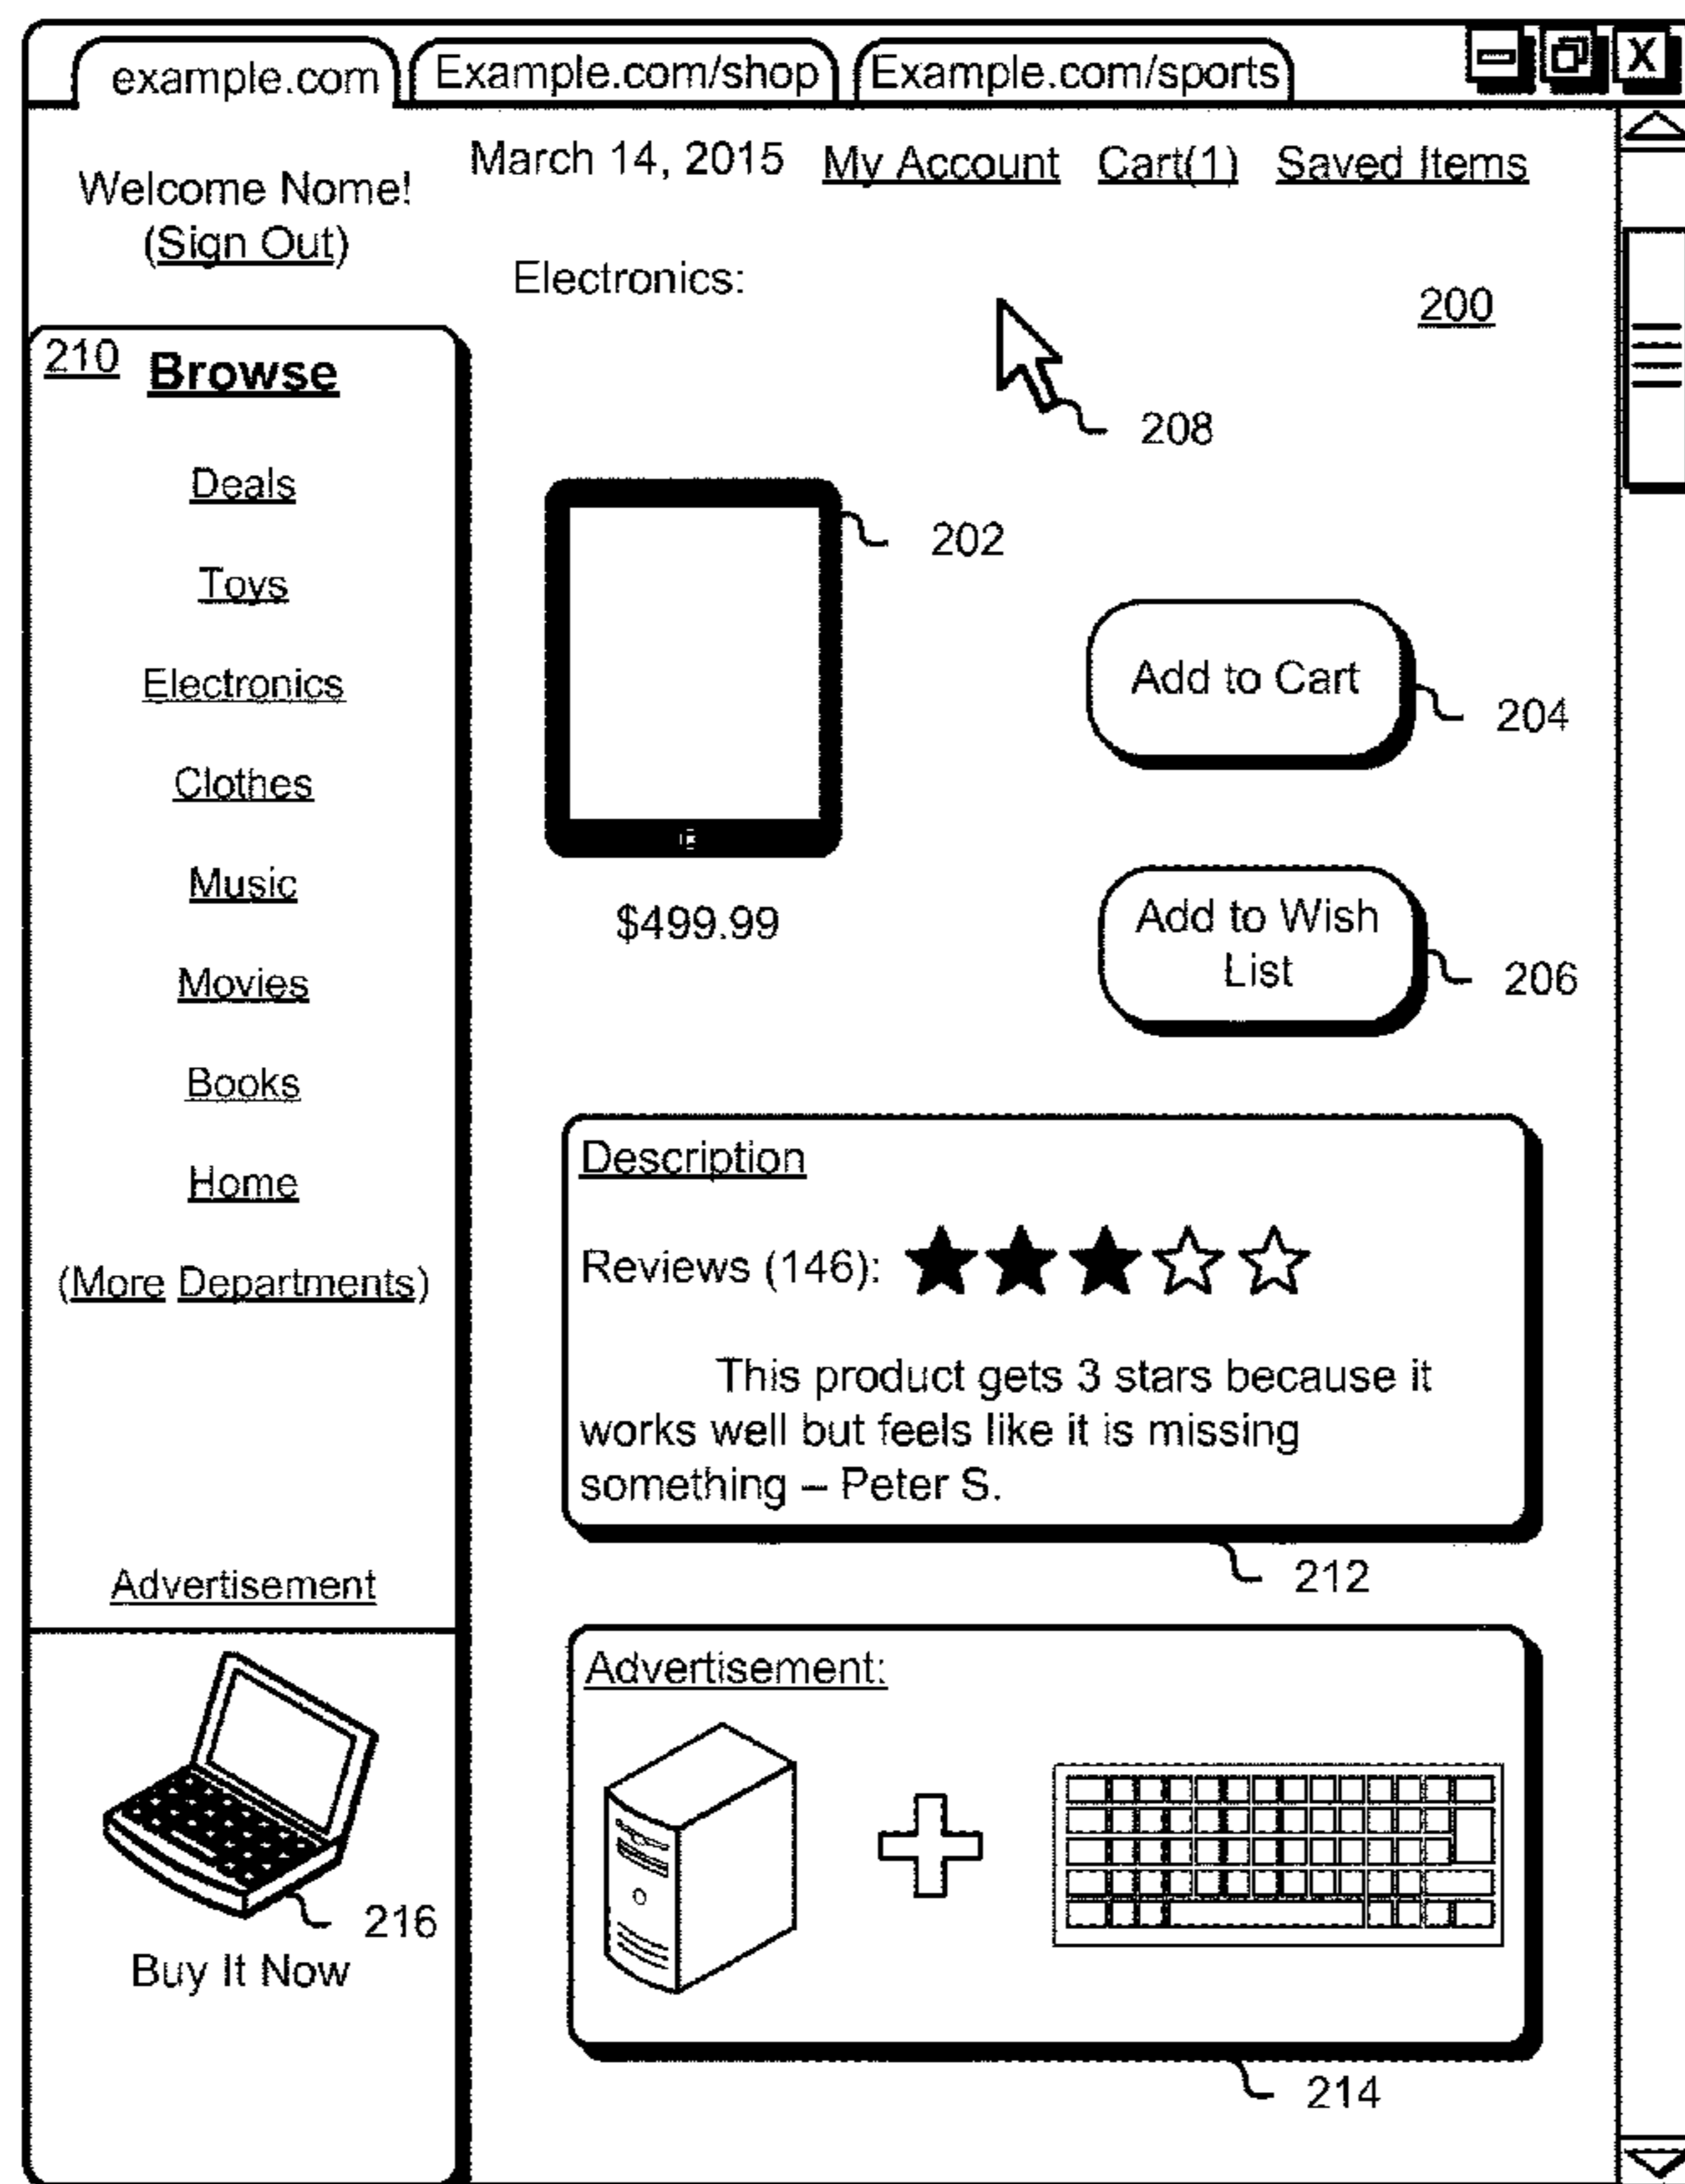 example.com
Example.com/shop
Example.com/sports
X
Welcome Nome!
(Sign Out)
March 14, 2015
My Account
Cart(1)
Saved Items
Electronics:
200
208
210
Browse
Deals
Toys
Electronics
Clothes
Music
Movies
Books
Home
(More Departments)
Advertisement
216
Buy It Now
202
$499.99
Add to Cart
204
Add to Wish
List
206
Description
Reviews (146):
This product gets 3 stars because it
works well but feels like it is missing
something – Peter S.
212
Advertisement:
214